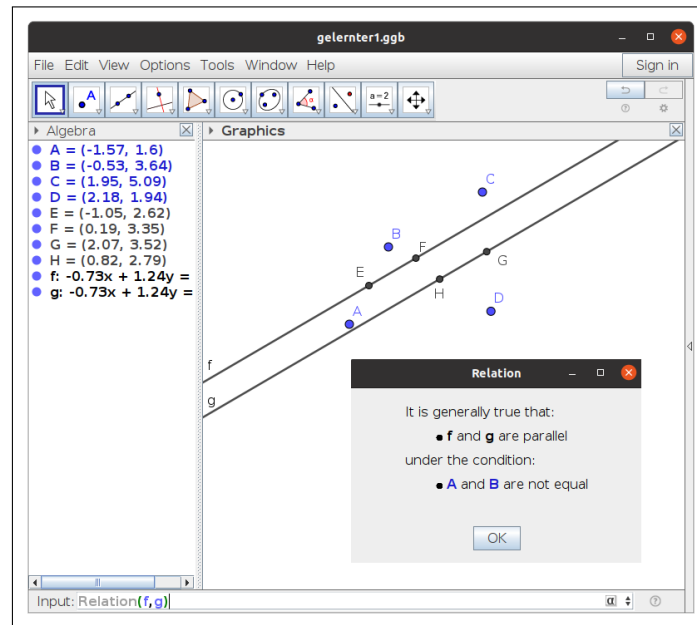 gelernter1.ggb
File Edit View Options Tools Window Help
Sign in
A
α
a=2
Algebra
Graphics
A = (-1.57, 1.6)
B = (-0.53, 3.64)
C = (1.95, 5.09)
D = (2.18, 1.94)
E = (-1.05, 2.62)
F = (0.19, 3.35)
G = (2.07, 3.52)
H = (0.82, 2.79)
f: -0.73x + 1.24y =
g: -0.73x + 1.24y =
C
B
F
G
E
H
D
A
f
g
Relation
It is generally true that:
• f and g are parallel
under the condition:
• A and B are not equal
OK
Input: Relation(f,g)
α